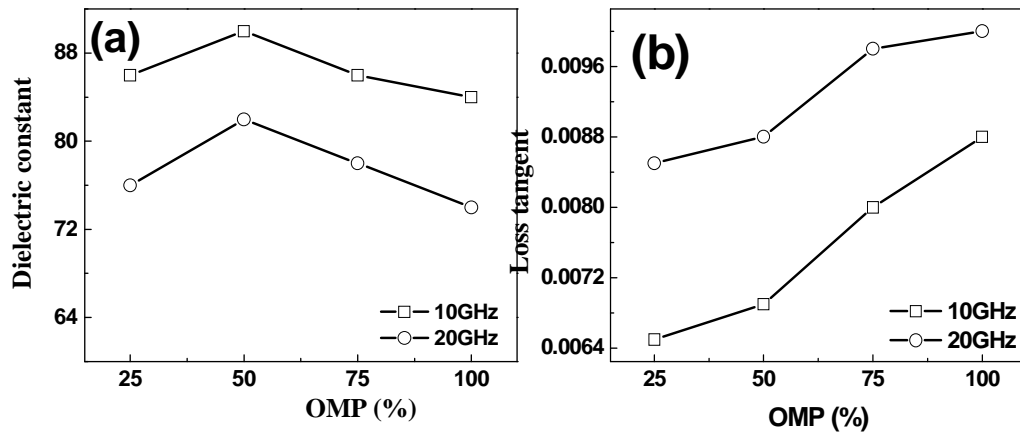 (a)
88
80
72
64
Dielectric constant
10GHz
20GHz
25 50 75 100
OMP (%)
(b)
0.0096
0.0088
0.0080
0.0072
0.0064
Loss tangent
10GHz
20GHz
25 50 75 100
OMP (%)